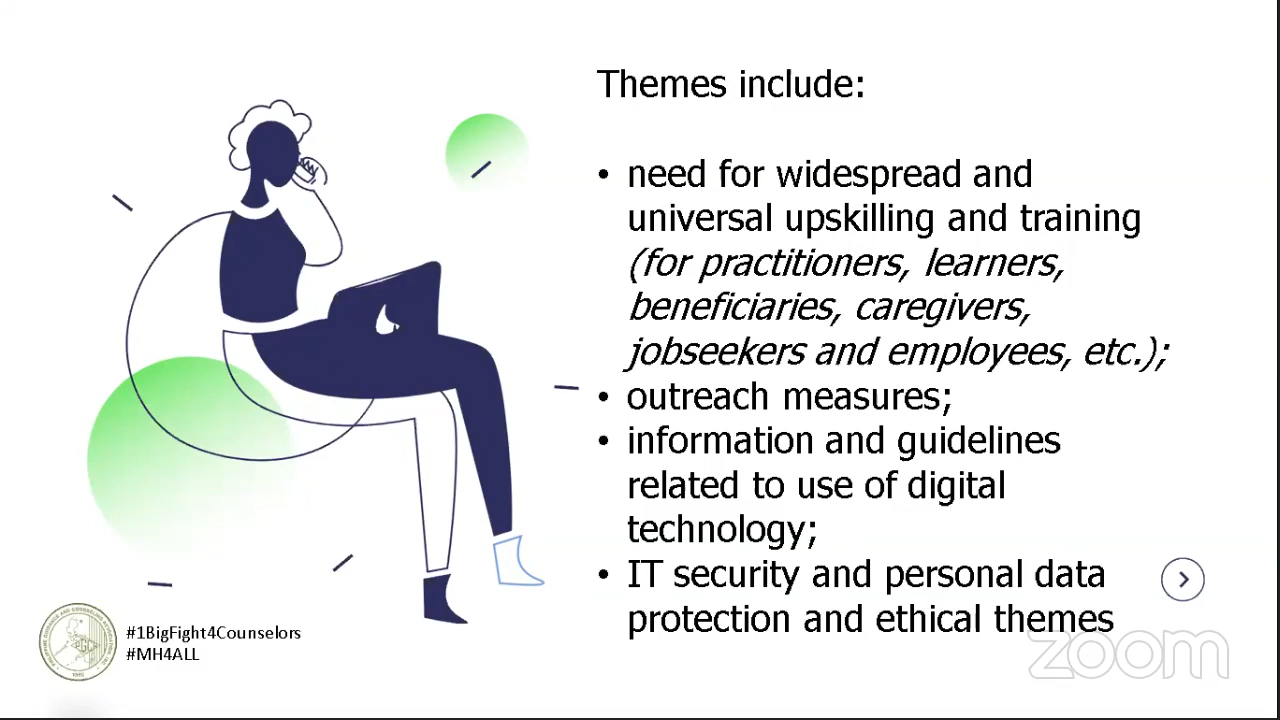 Themes include:
• need for widespread and
universal upskilling and training
(for practitioners, learners,
beneficiaries, caregivers,
jobseekers and employees, etc.);
• outreach measures;
• information and guidelines
related to use of digital
technology;
• IT security and personal data
protection and ethical themes
#1BigFight4Counselors
#MH4ALL
zoom